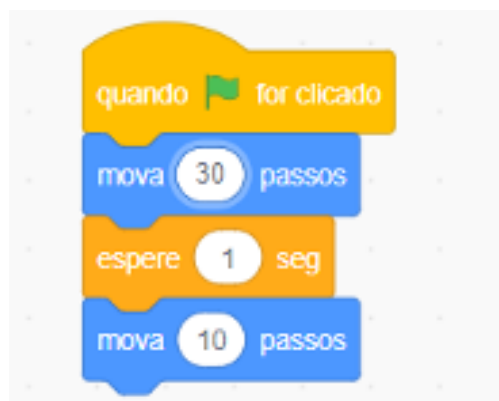 quando for clicado
mova 30 passos
espere 1 seg
mova 10 passos